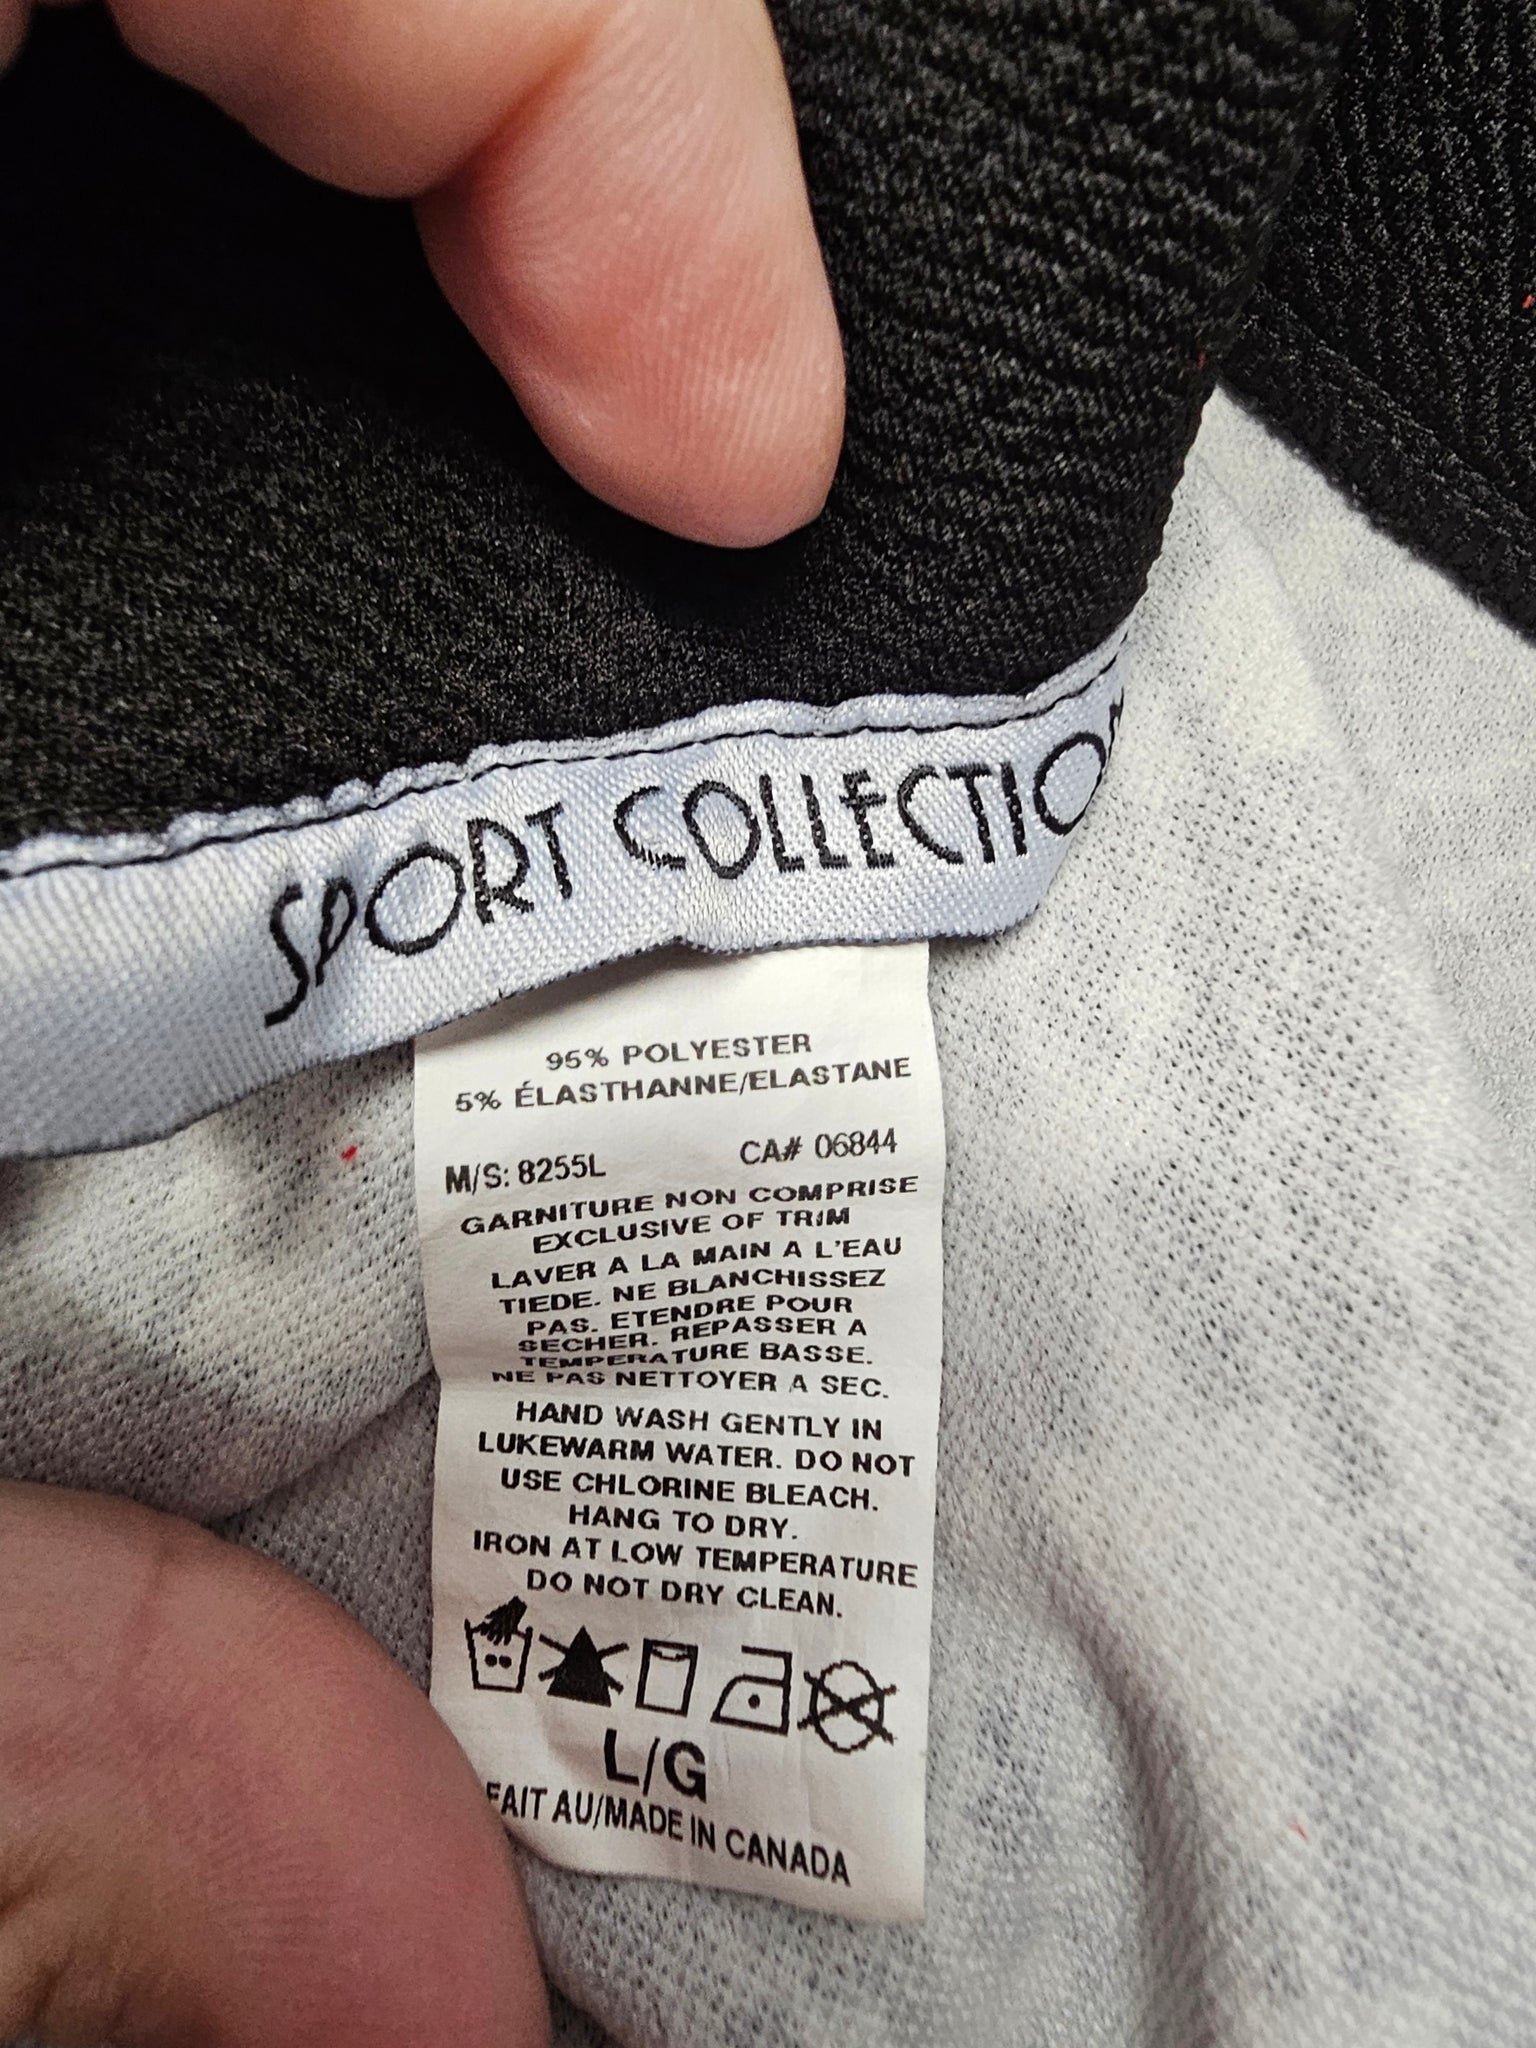 SPORT COLLECTIO
95% POLYESTER
5% ÉLASTHANNE/ELASTANE
M/S: 8255L CA# 06844
GARNITURE NON COMPRISE
EXCLUSIVE OF TRIM
LAVER A LA MAIN A L'EAU
TIEDE. NE BLANCHISSEZ
PAS. ETENDRE POUR
SECHER. REPASSER A
TEMPERATURE BASSE.
NE PAS NETTOYER A SEC.
HAND WASH GENTLY IN
LUKEWARM WATER. DO NOT
USE CHLORINE BLEACH.
HANG TO DRY.
IRON AT LOW TEMPERATURE
DO NOT DRY CLEAN.
L/G
FAIT AU/MADE IN CANADA